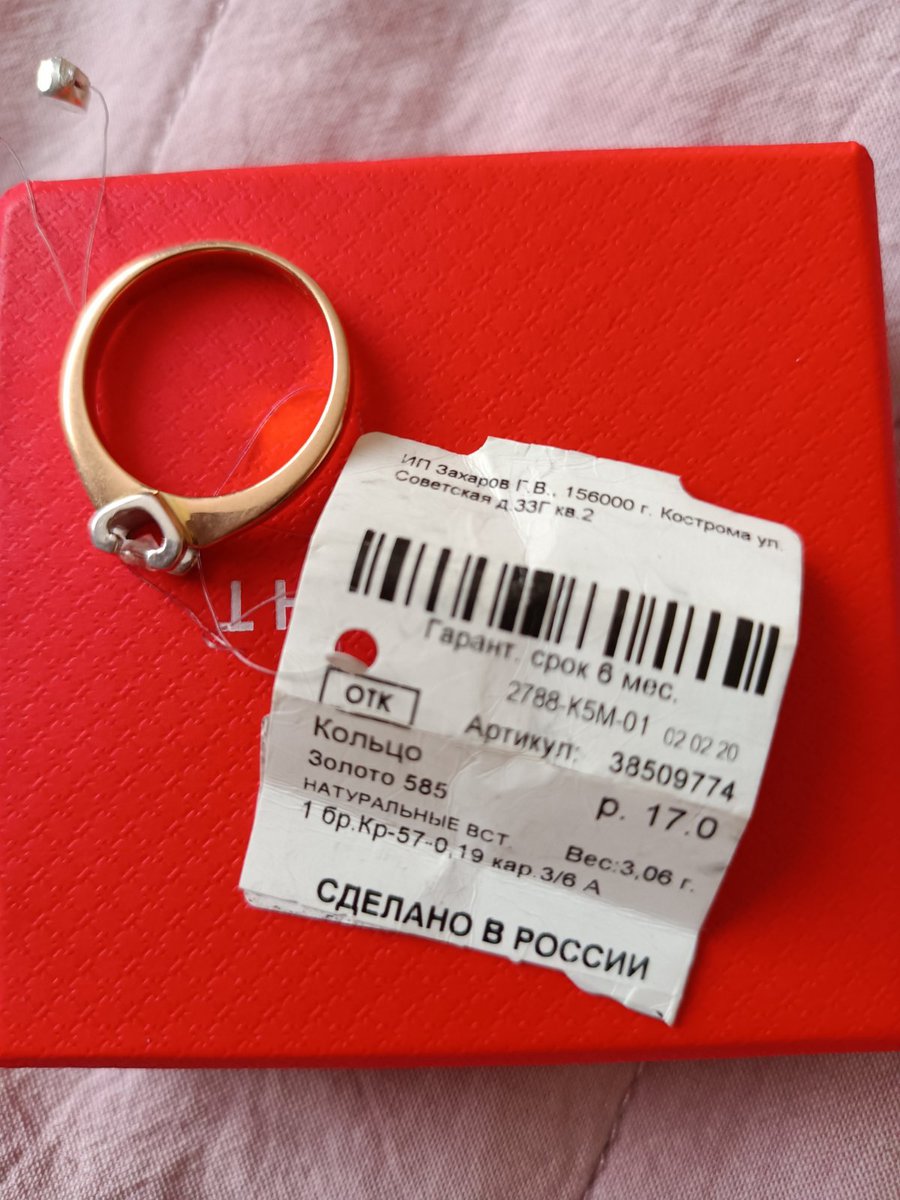 ИП Захаров Г.В., 156000 г. Кострома ул.
Советская д.33Г кв.2
Гарант. срок 6 мес.
2788-К5М-01 02 02 20
ОТК
Артикул: 38509774
Кольцо
р. 17.0
Золото 585
НАТУРАЛЬНЫЕ ВСТ
Вес:3,06 г.
1 бр.Кр-57-0,19 кар.3/6 А
СДЕЛАНО В РОССИИ